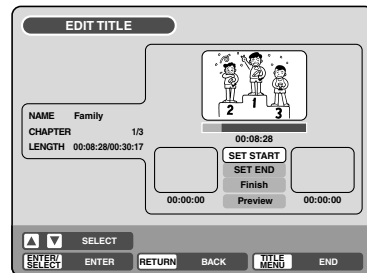 EDIT TITLE
2 1 3
NAME Family
CHAPTER 1/3
LENGTH 00:08:28/00:30:17
00:08:28
SET START
SET END
Finish
00:00:00 Preview 00:00:00
SELECT
ENTER/SELECT ENTER RETURN BACK TITLE MENU END